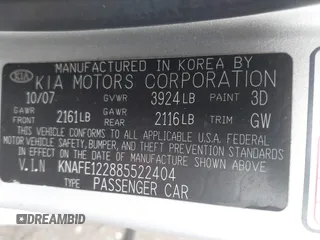 MANUFACTURED IN KOREA BY
KIA KIA MOTORS CORPORATION
10/07 GVWR 3924LB PAINT 3D
GAWR FRONT 2161LB GAWR REAR 2116LB TRIM GW
THIS VEHICLE CONFORMS TO ALL APPLICABLE U.S.A FEDERAL
MOTOR VEHICLE SAFETY, BUMPER, AND
THEFT PREVENTION STANDARDS IN EFFECT ON
THE DATE OF MANUFACTURE SHOWN ABOVE.
V.I.N KNAFE122885522404
TYPE PASSENGER CAR
DREAMBID